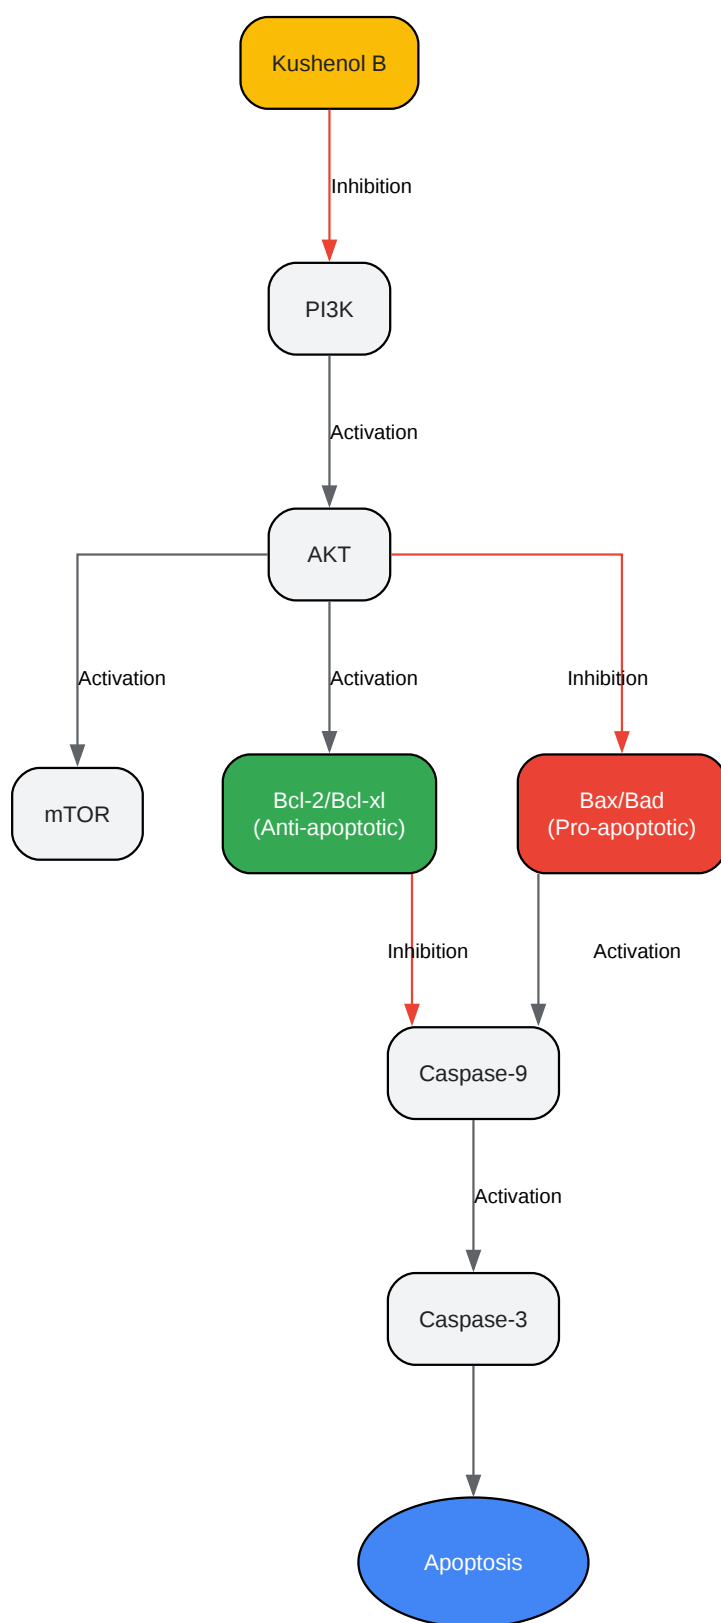 Kushenol B
Inhibition
PI3K
Activation
AKT
Activation
Activation
Inhibition
mTOR
Bcl-2/Bcl-xl
(Anti-apoptotic)
Bax/Bad
(Pro-apoptotic)
Inhibition
Activation
Caspase-9
Activation
Caspase-3
Apoptosis